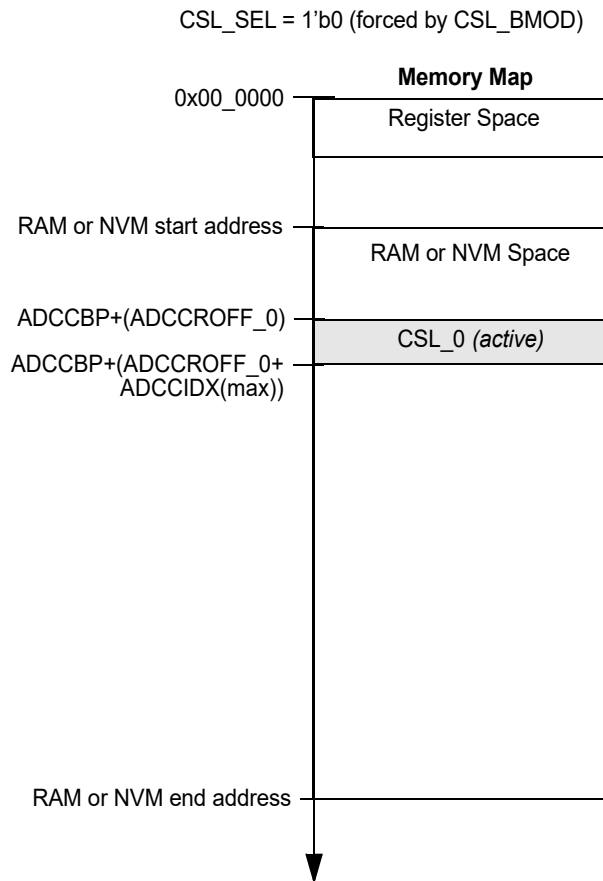 CSL_SEL = 1'b0 (forced by CSL_BMOD)
Memory Map
0x00_0000
Register Space
RAM or NVM start address
RAM or NVM Space
ADCCBP+(ADCCROFF_0)
CSL_0 (active)
ADCCBP+(ADCCROFF_0+
ADCCIDX(max))
RAM or NVM end address